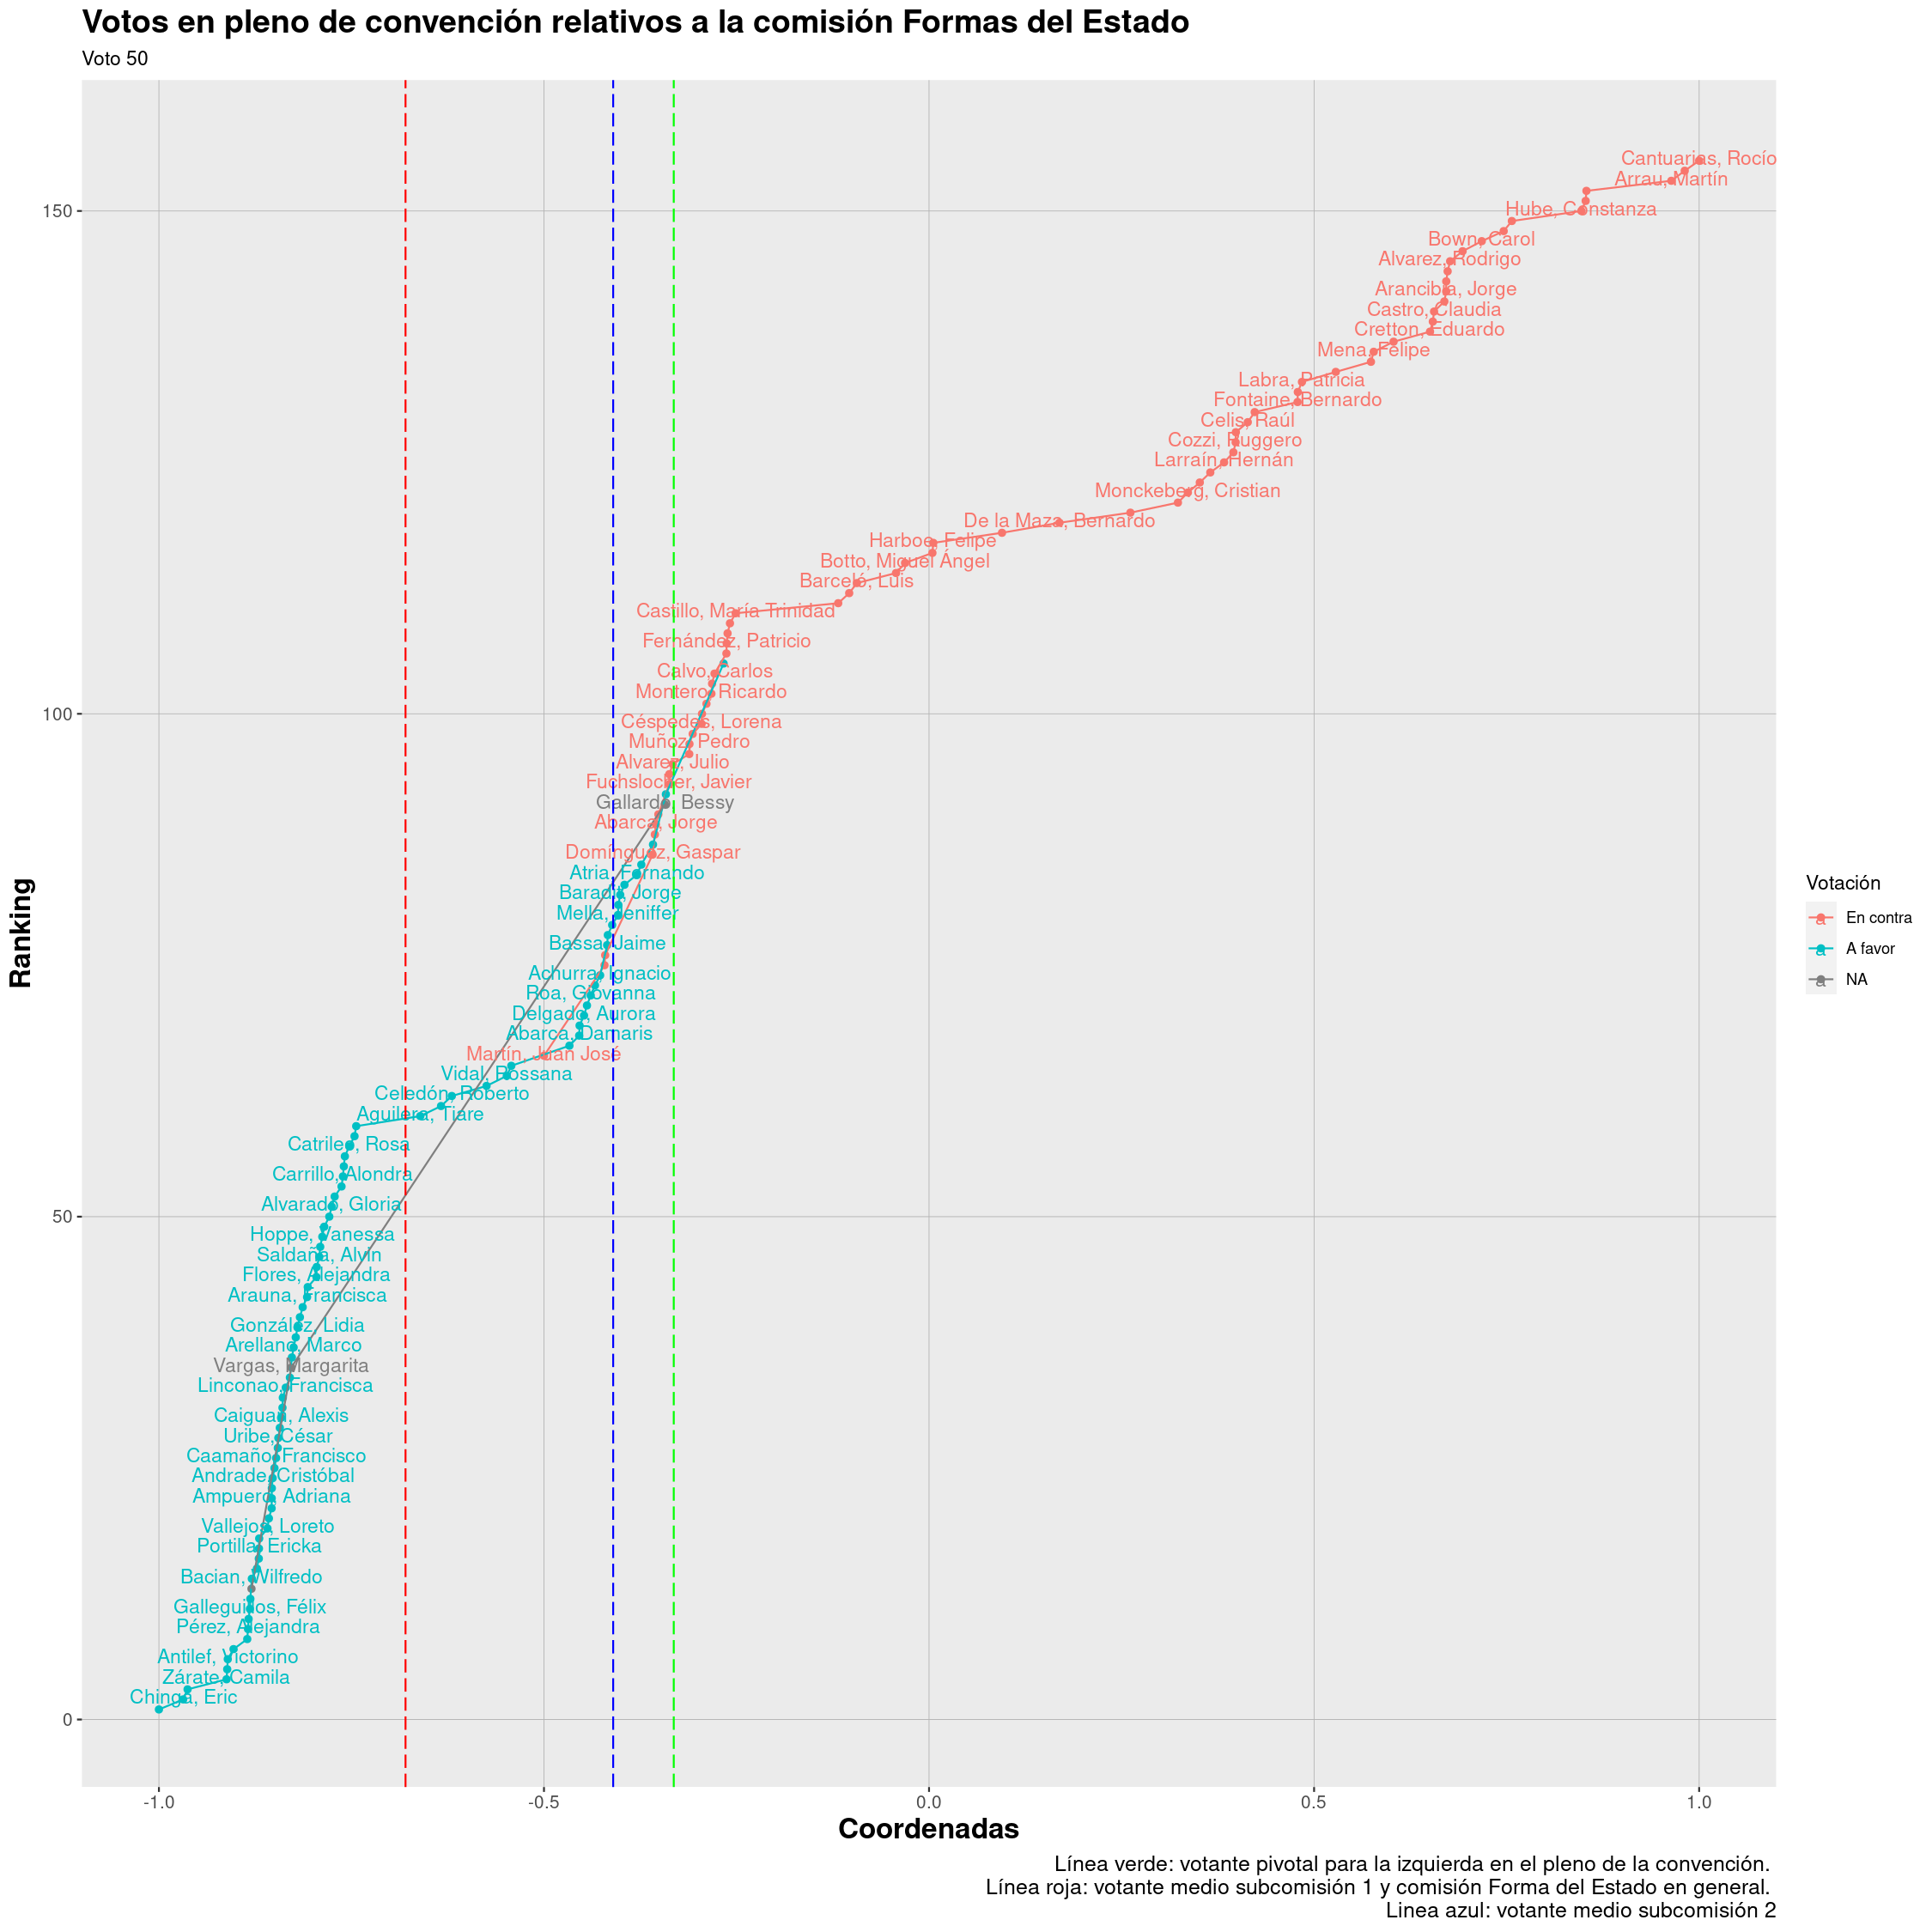 Votos en pleno de convención relativos a la comisión Formas del Estado
Voto 50
Cantuarias, Rocío
Arrau, Martín
150
Hube, Constanza
Bown, Carol
Alvarez, Rodrigo
Arancibia, Jorge
Castro, Claudia
Cretton, Eduardo
Mena, Felipe
Labra, Patricia
Fontaine, Bernardo
Celis, Raúl
Cozzi, Ruggero
Larraín, Hernán
Monckeberg, Cristian
De la Maza, Bernardo
Harboe, Felipe
Botto, Miguel Ángel
Barceló, Luis
Castillo, María Trinidad
Fernández, Patricio
Calvo, Carlos
Montero, Ricardo
100
Céspedes, Lorena
Muñoz, Pedro
Alvarez, Julio
Fuchslocher, Javier
Gallardo, Bessy
Abarca, Jorge
Domínguez, Gaspar
Atria, Fernando
Baradit, Jorge
Mella, Jeniffer
Bassa, Jaime
Achurra, Ignacio
Roa, Giovanna
Delgado, Aurora
Abarca, Damaris
Martín, Juan José
Vidal, Rossana
Celedón, Roberto
Aguilera, Tiare
Catrileo, Rosa
Carrillo, Alondra
Alvarado, Gloria
50
Hoppe, Vanessa
Saldaña, Alvin
Flores, Alejandra
Arauna, Francisca
González, Lidia
Arellano, Marco
Vargas, Margarita
Linconao, Francisca
Caiguan, Alexis
Uribe, César
Caamaño, Francisco
Andrade, Cristóbal
Ampuero, Adriana
Vallejos, Loreto
Portilla, Ericka
Bacian, Wilfredo
Galleguillos, Félix
Pérez, Alejandra
Antilef, Victorino
Zárate, Camila
Chinga, Eric
0
-1.0 -0.5 0.0 0.5 1.0
Coordenadas
Ranking
Votación
a En contra
a A favor
a NA
Línea verde: votante pivotal para la izquierda en el pleno de la convención.
Línea roja: votante medio subcomisión 1 y comisión Forma del Estado en general.
Linea azul: votante medio subcomisión 2